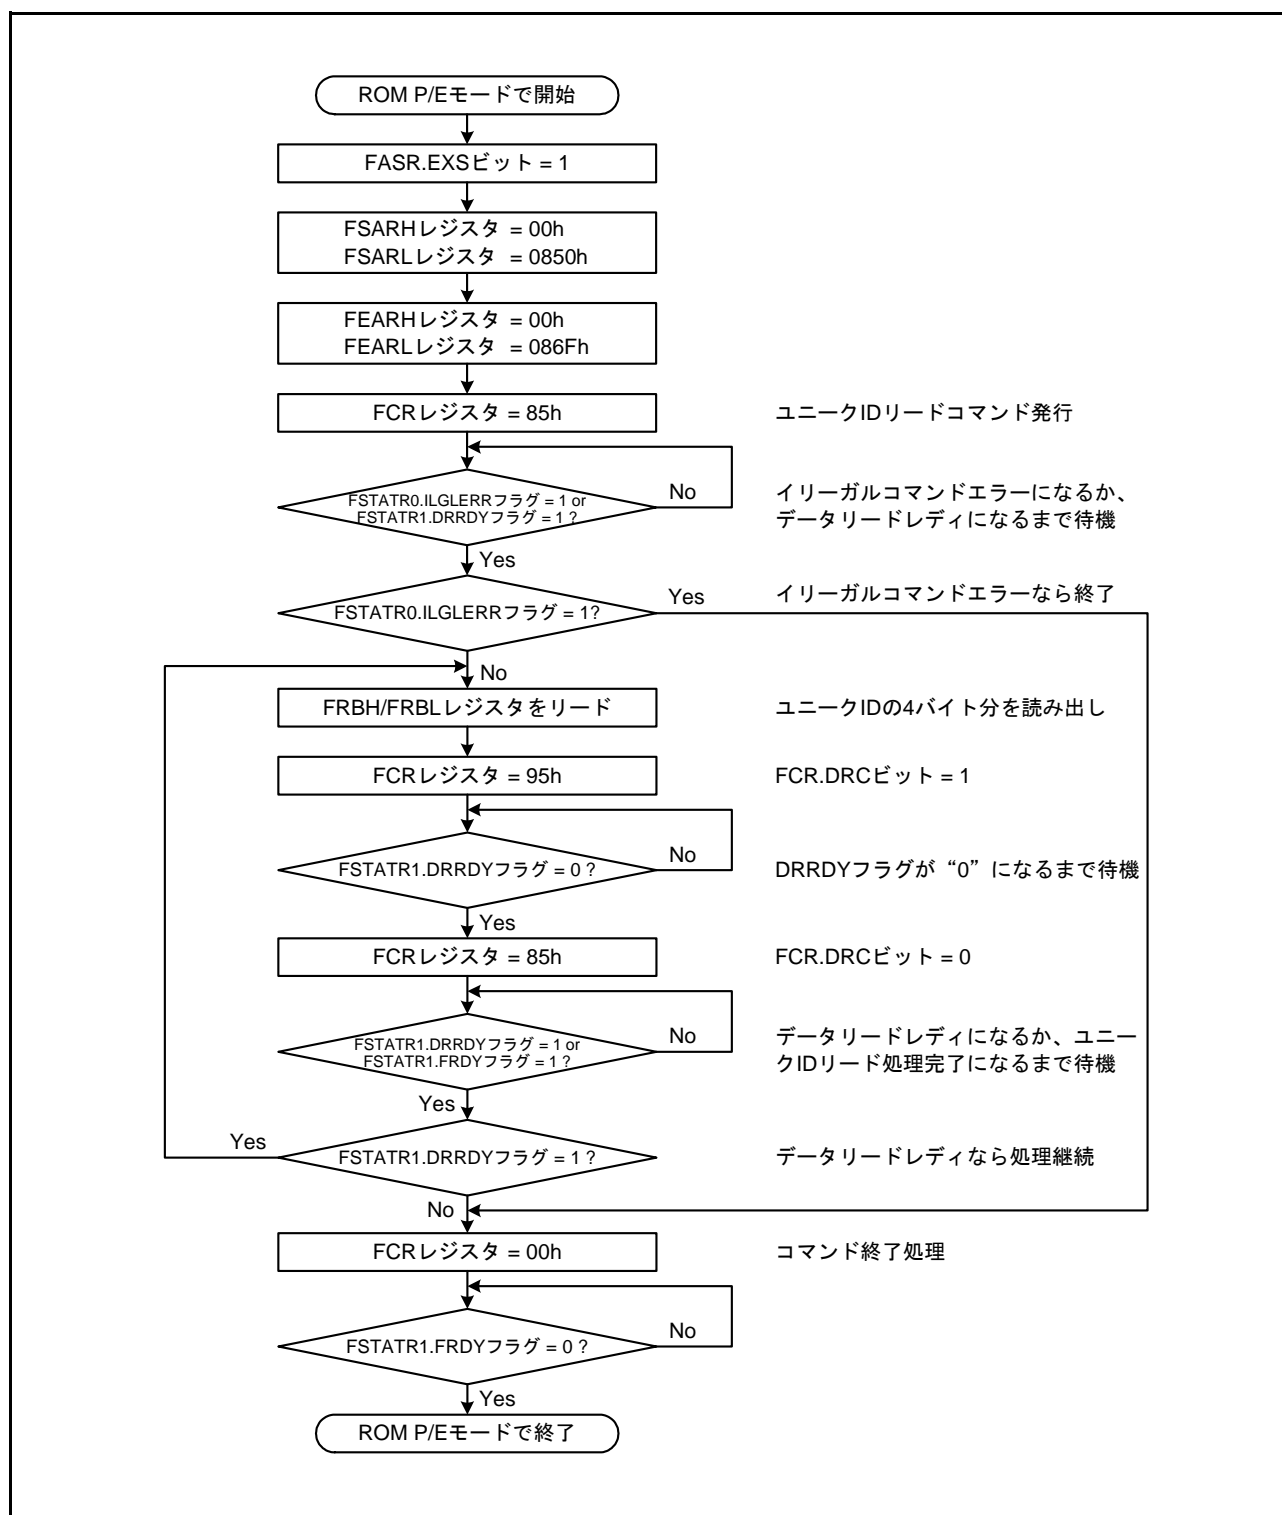 ROM P/Eモードで開始
FASR.EXSビット = 1
FSARHレジスタ = 00h
FSARLレジスタ = 0850h
FEARHレジスタ = 00h
FEARLレジスタ = 086Fh
FCRレジスタ = 85h
ユニークIDリードコマンド発行
FSTATR0.ILGLERRフラグ = 1 or
FSTATR1.DRRDYフラグ = 1 ?
No
イリーガルコマンドエラーになるか、
データリードレディになるまで待機
Yes
FSTATR0.ILGLERRフラグ = 1?
Yes
イリーガルコマンドエラーなら終了
No
FRBH/FRBLレジスタをリード
ユニークIDの4バイト分を読み出し
FCRレジスタ = 95h
FCR.DRCビット = 1
FSTATR1.DRRDYフラグ = 0 ?
No
DRRDYフラグが“0”になるまで待機
Yes
FCRレジスタ = 85h
FCR.DRCビット = 0
FSTATR1.DRRDYフラグ = 1 or
FSTATR1.FRDYフラグ = 1 ?
No
データリードレディになるか、ユニー
クIDリード処理完了になるまで待機
Yes
Yes
FSTATR1.DRRDYフラグ = 1 ?
データリードレディなら処理継続
No
FCRレジスタ = 00h
コマンド終了処理
FSTATR1.FRDYフラグ = 0 ?
No
Yes
ROM P/Eモードで終了